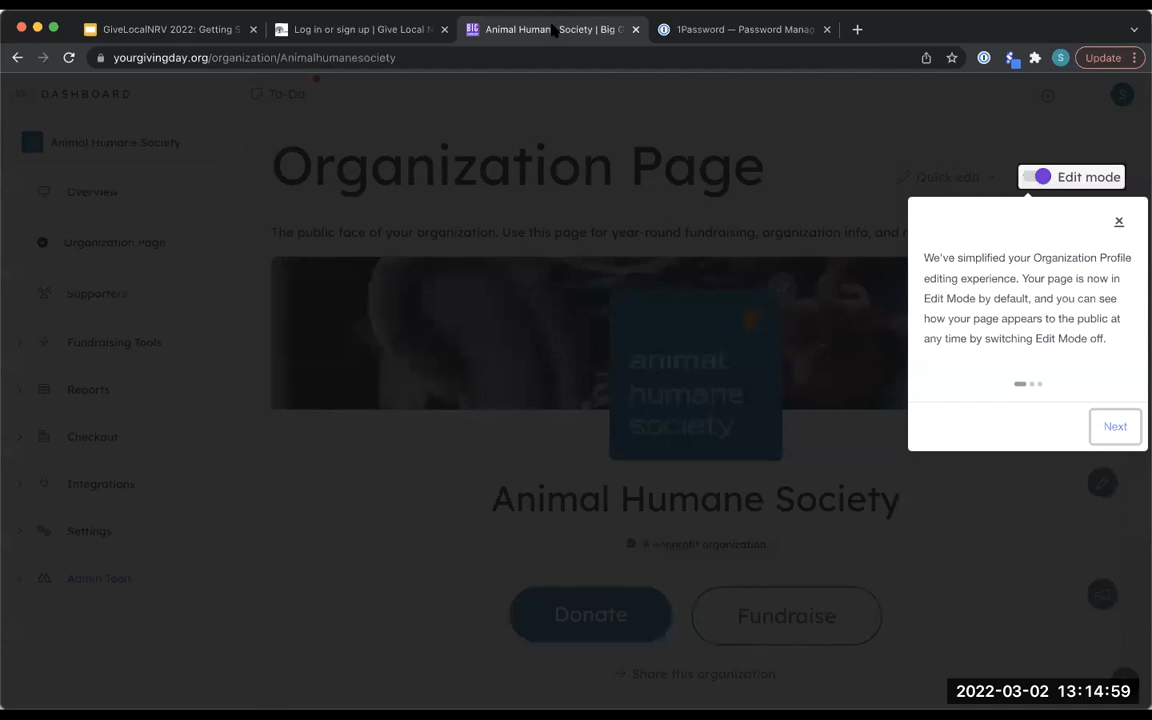 GiveLocalNRV 2022: Getting S
Log in or sign up | Give Local N
Animal Humane Society | Big G
1Password — Password Manag
yourgivingday.org/organization/Animalhumanesociety
S
Update
DASHBOARD
To-Do
S
Animal Humane Society
Overview
Organization Page
Supporters
Fundraising Tools
Reports
Checkout
Integrations
Settings
Admin Tools
Organization Page
Quick edit
Edit mode
The public face of your organization. Use this page for year-round fundraising, organization info, and
We've simplified your Organization Profile
editing experience. Your page is now in
Edit Mode by default, and you can see
how your page appears to the public at
any time by switching Edit Mode off.
Next
animal
humane
society
Animal Humane Society
A nonprofit organization
Donate
Fundraise
Share this organization
2022-03-02 13:14:59